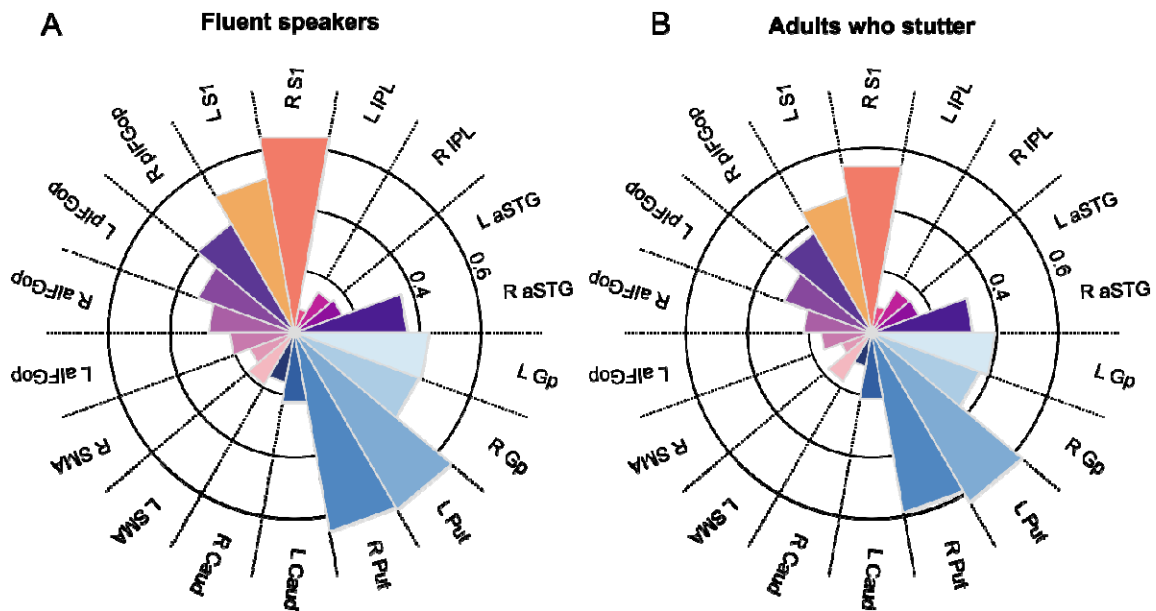 A
Fluent speakers
R S1
L IPL
R IPL
L aSTG
R aSTG
L Gp
R Gp
L Put
R Put
L Caud
R Caud
L SMA
R SMA
L aIFGop
R aIFGop
L pIFGop
R pIFGop
L S1
0.4
0.6
B
Adults who stutter
R S1
L IPL
R IPL
L aSTG
R aSTG
L Gp
R Gp
L Put
R Put
L Caud
R Caud
L SMA
R SMA
L aIFGop
R aIFGop
L pIFGop
R pIFGop
L S1
0.4
0.6